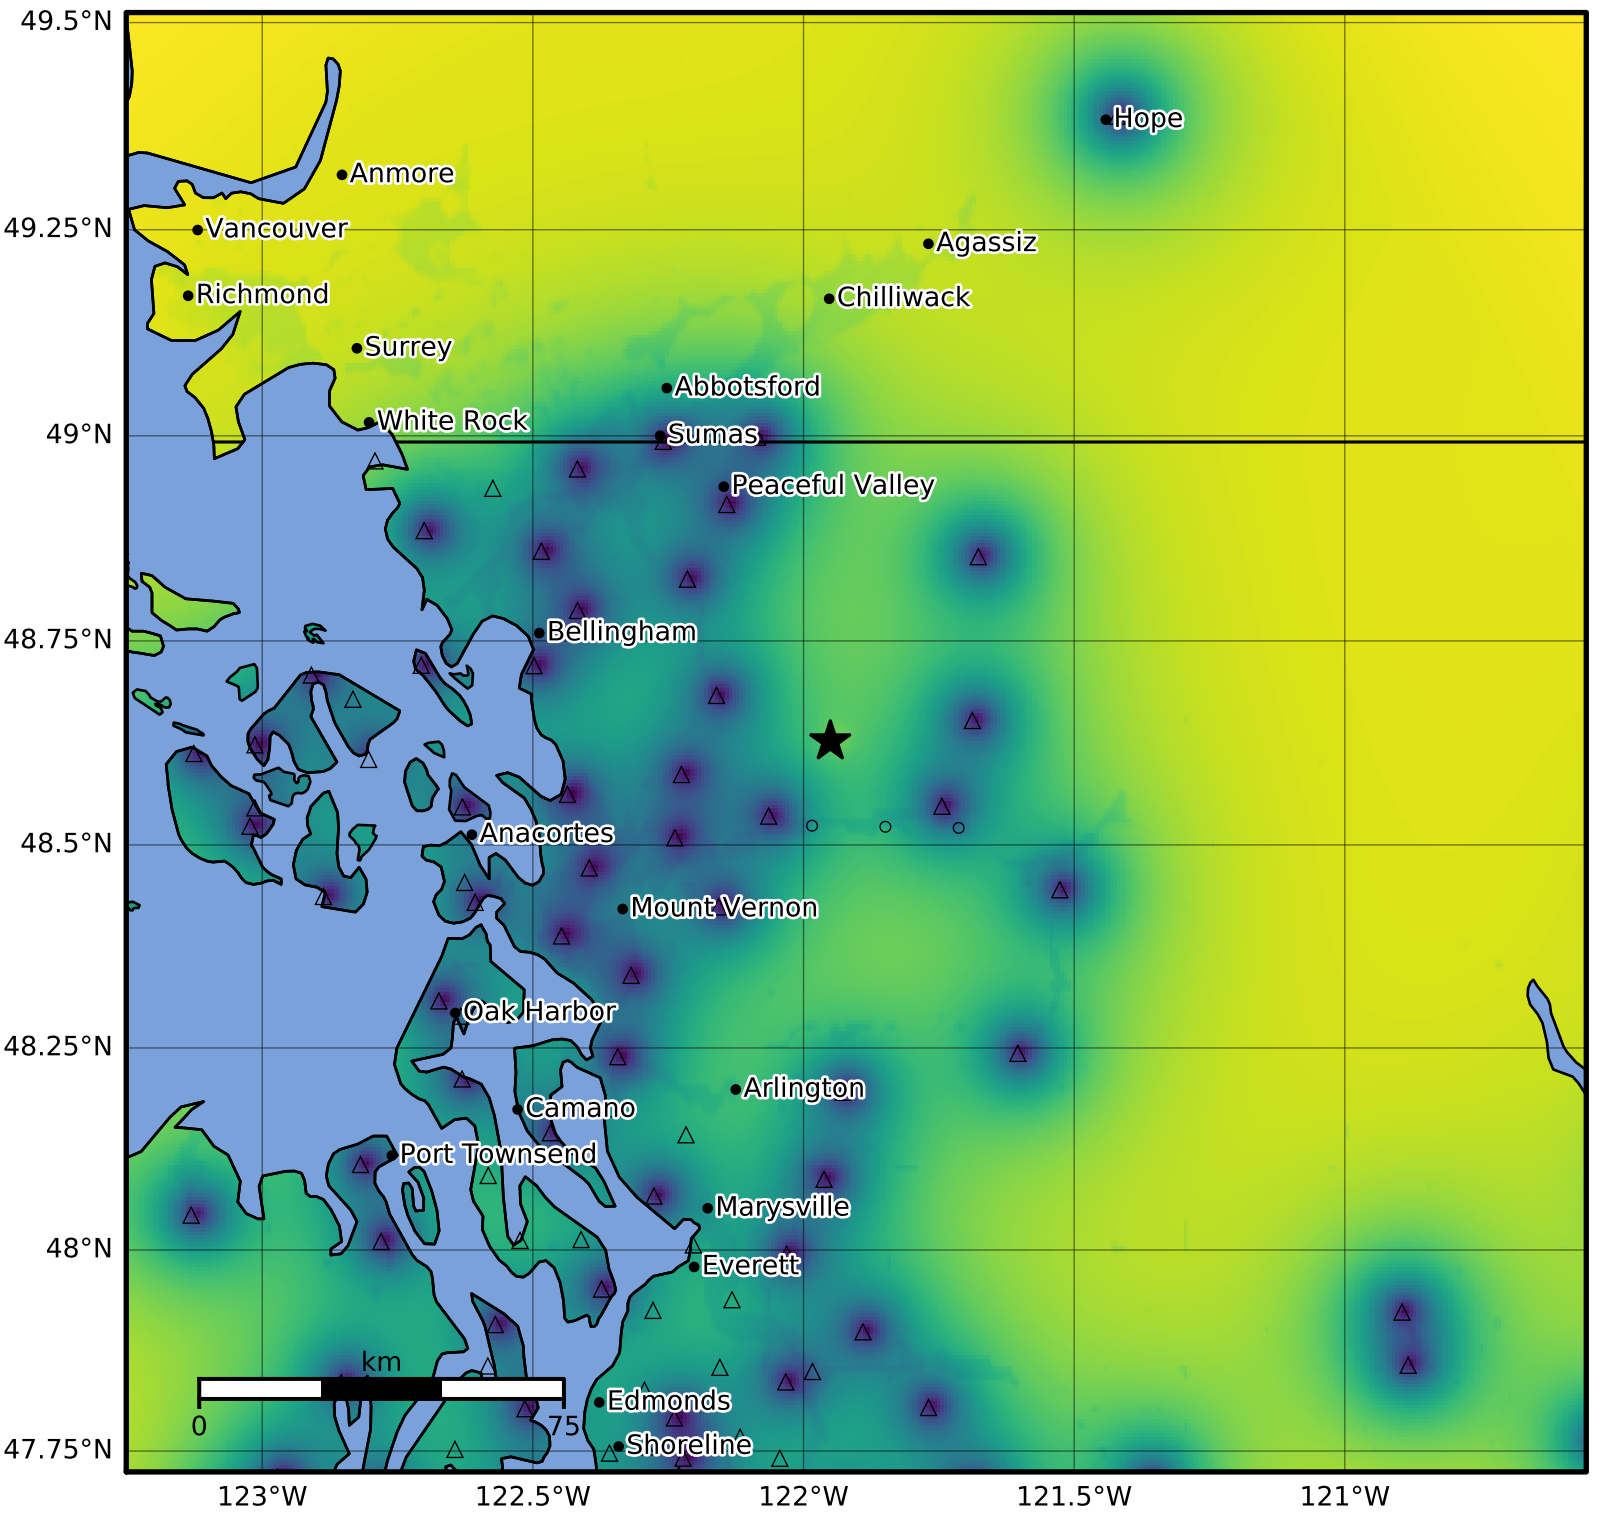 49.5°N
Hope
Anmore
49.25°N
Vancouver
Agassiz
Richmond
Chilliwack
Surrey
Abbotsford
White Rock
49°N
Sumas
Peaceful Valley
48.75°N
Bellingham
Anacortes
48.5°N
Mount Vernon
Oak Harbor
48.25°N
Arlington
Camano
Port Townsend
Marysville
48°N
Everett
km
Edmonds
0
75
Shoreline
47.75°N
123°W
122.5°W
122°W
121.5°W
121°W